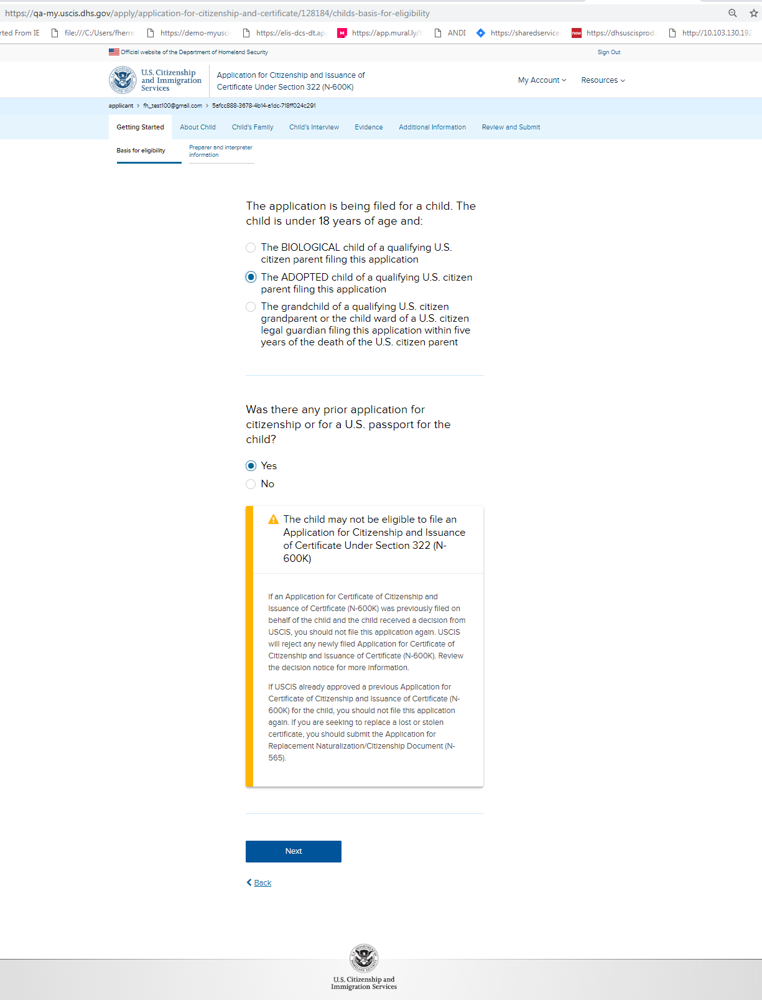 https://qa-my.uscis.dhs.gov/apply/application-for-citizenship-and-certificate/128184/childs-basis-for-eligibility
rted From IE file:///C:/Users/fherre https://demo-myusci https://elis-dcs-dt.ap https://app.mural.ly/t ANDI https://sharedservice https://dhsuscisprod. http://10.103.130.192
Official website of the Department of Homeland Security Sign Out
U.S. Citizenship
and Immigration
Services
Application for Citizenship and Issuance of
Certificate Under Section 322 (N-600K)
My Account Resources
applicant > fh_test100@gmail.com > 5afcc888-3678-4b14-a1dc-718ff024c291
Getting Started About Child Child's Family Child's Interview Evidence Additional Information Review and Submit
Basis for eligibility
Preparer and interpreter
information
The application is being filed for a child. The
child is under 18 years of age and:
The BIOLOGICAL child of a qualifying U.S.
citizen parent filing this application
The ADOPTED child of a qualifying U.S. citizen
parent filing this application
The grandchild of a qualifying U.S. citizen
grandparent or the child ward of a U.S. citizen
legal guardian filing this application within five
years of the death of the U.S. citizen parent
Was there any prior application for
citizenship or for a U.S. passport for the
child?
Yes
No
The child may not be eligible to file an
Application for Citizenship and Issuance
of Certificate Under Section 322 (N-
600K)
If an Application for Certificate of Citizenship and
Issuance of Certificate (N-600K) was previously filed on
behalf of the child and the child received a decision from
USCIS, you should not file this application again. USCIS
will reject any newly filed Application for Certificate of
Citizenship and Issuance of Certificate (N-600K). Review
the decision notice for more information.
If USCIS already approved a previous Application for
Certificate of Citizenship and Issuance of Certificate (N-
600K) for the child, you should not file this application
again. If you are seeking to replace a lost or stolen
certificate, you should submit the Application for
Replacement Naturalization/Citizenship Document (N-
565).
Next
Back
U.S. Citizenship and
Immigration Services